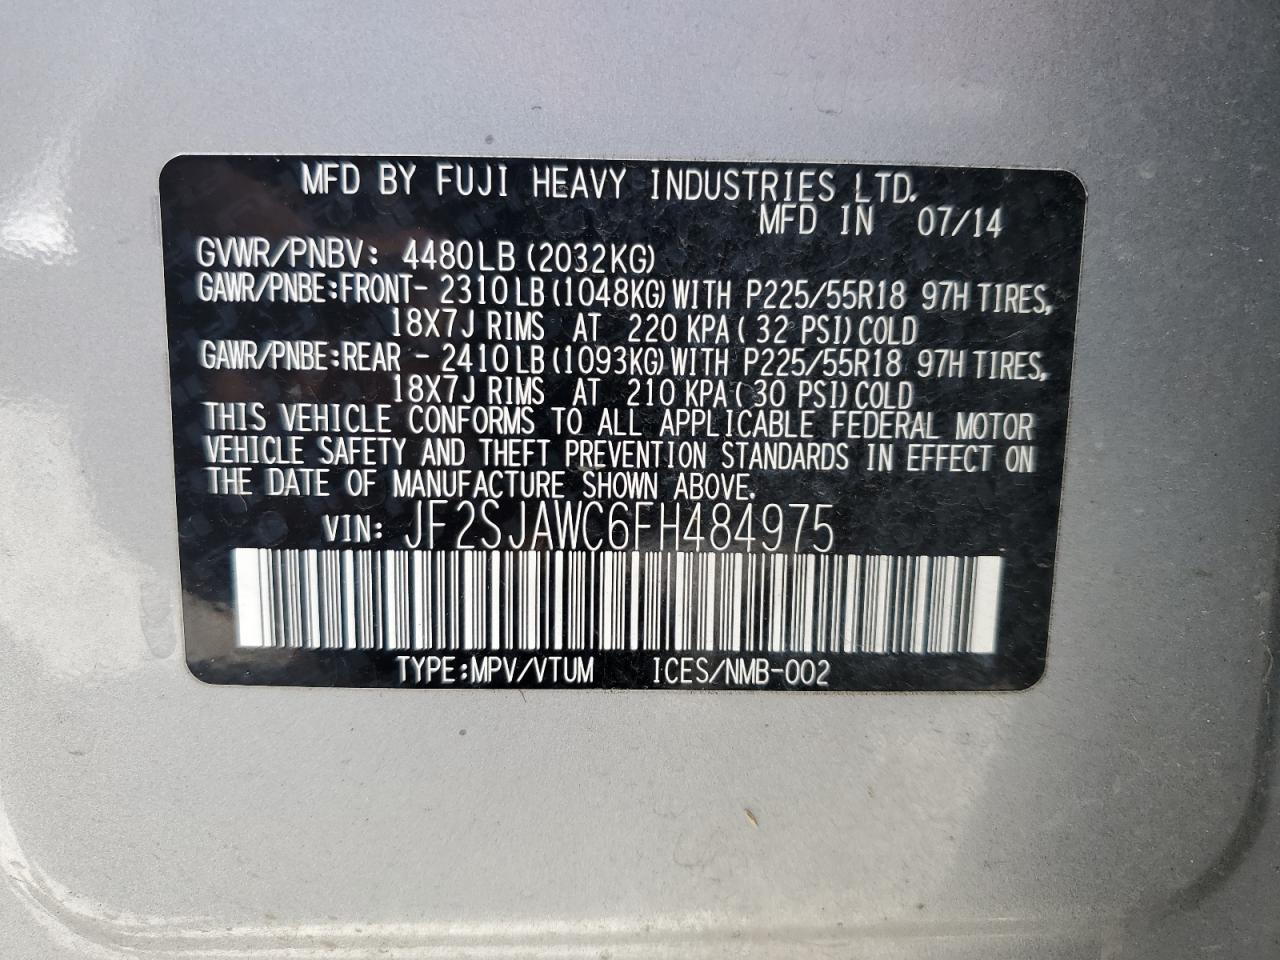 MFD BY FUJI HEAVY INDUSTRIES LTD.
MFD IN 07/14
GVWR/PNBV: 4480LB (2032KG)
GAWR/PNBE:FRONT- 2310 LB (1048KG) WITH P225/55R18 97H TIRES,
18X7J RIMS AT 220 KPA ( 32 PSI) COLD
GAWR/PNBE:REAR - 2410 LB (1093KG) WITH P225/55R18 97H TIRES,
18X7J RIMS AT 210 KPA ( 30 PSI) COLD
THIS VEHICLE CONFORMS TO ALL APPLICABLE FEDERAL MOTOR
VEHICLE SAFETY AND THEFT PREVENTION STANDARDS IN EFFECT ON
THE DATE OF MANUFACTURE SHOWN ABOVE.
VIN: JF2SJAWC6FH484975
TYPE:MPV/VTUM ICES/NMB-002